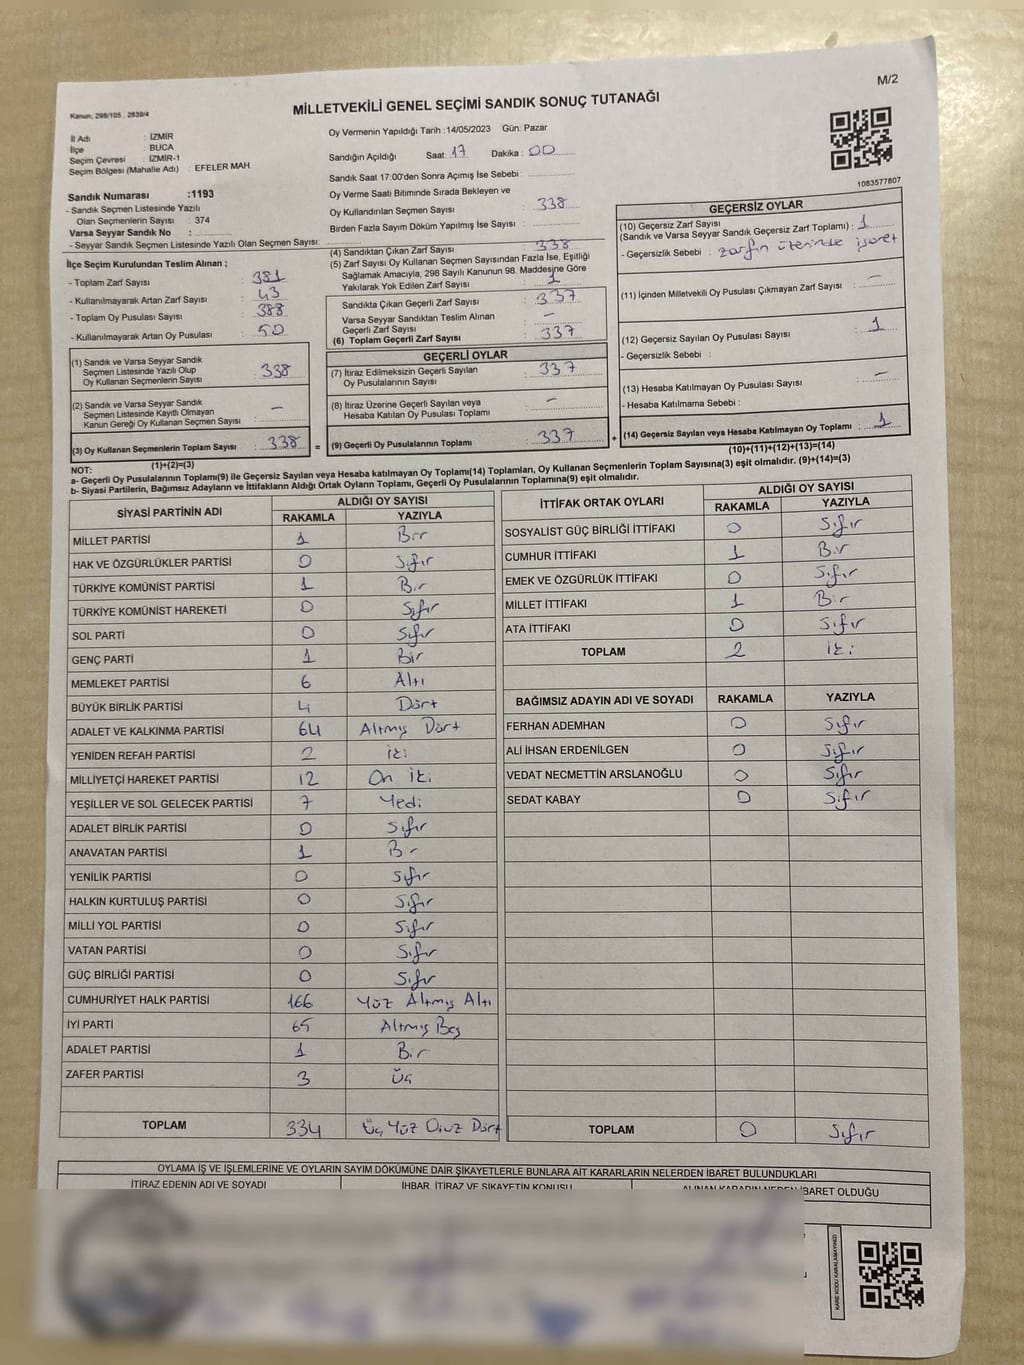 M/2
Kanun: 298/105 , 2839/4
MİLLETVEKİLİ GENEL SEÇİMİ SANDIK SONUÇ TUTANAĞI
İl Adı : İZMİR
İlçe : BUCA
Seçim Çevresi : İZMİR-1
Seçim Bölgesi (Mahalle Adı) : EFELER MAH.
Sandık Numarası :1193
- Sandık Seçmen Listesinde Yazılı
Olan Seçmenlerin Sayısı : 374
Varsa Seyyar Sandık No :
- Seyyar Sandık Seçmen Listesinde Yazılı Olan Seçmen Sayısı:
Oy Vermenin Yapıldığı Tarih :14/05/2023 Gün: Pazar
Sandığın Açıldığı Saat: 17 Dakika : 00
Sandık Saat 17:00'den Sonra Açımış İse Sebebi :
Oy Verme Saati Bitiminde Sırada Bekleyen ve
Oy Kullandırılan Seçmen Sayısı : 338
Birden Fazla Sayım Döküm Yapılmış İse Sayısı :
1083577807
İlçe Seçim Kurulundan Teslim Alınan ;
- Toplam Zarf Sayısı : 381
- Kullanılmayarak Artan Zarf Sayısı : 43
- Toplam Oy Pusulası Sayısı : 388
- Kullanılmayarak Artan Oy Pusulası : 50
(4) Sandıktan Çıkan Zarf Sayısı : 338
(5) Zarf Sayısı Oy Kullanan Seçmen Sayısından Fazla İse, Eşitliği
Sağlamak Amacıyla, 298 Sayılı Kanunun 98. Maddesine Göre
Yakılarak Yok Edilen Zarf Sayısı : 1
Sandıkta Çıkan Geçerli Zarf Sayısı : 337
Varsa Seyyar Sandıktan Teslim Alınan
Geçerli Zarf Sayısı : –
(6) Toplam Geçerli Zarf Sayısı : 337
GEÇERSİZ OYLAR
(10) Geçersiz Zarf Sayısı
(Sandık ve Varsa Seyyar Sandık Geçersiz Zarf Toplamı) : 1
- Geçersizlik Sebebi : zarfın üzerinde işaret
(11) İçinden Milletvekili Oy Pusulası Çıkmayan Zarf Sayısı : –
(12) Geçersiz Sayılan Oy Pusulası Sayısı : 1
- Geçersizlik Sebebi :
(13) Hesaba Katılmayan Oy Pusulası Sayısı : –
- Hesaba Katılmama Sebebi :
(14) Geçersiz Sayılan veya Hesaba Katılmayan Oy Toplamı : 1
(10)+(11)+(12)+(13)=(14)
(1) Sandık ve Varsa Seyyar Sandık
Seçmen Listesinde Yazılı Olup
Oy Kullanan Seçmenlerin Sayısı : 338
(2) Sandık ve Varsa Seyyar Sandık
Seçmen Listesinde Kayıtlı Olmayan
Kanun Gereği Oy Kullanan Seçmen Sayısı : –
(3) Oy Kullanan Seçmenlerin Toplam Sayısı : 338 =
(1)+(2)=(3)
GEÇERLİ OYLAR
(7) İtiraz Edilmeksizin Geçerli Sayılan
Oy Pusulalarının Sayısı : 337
(8) İtiraz Üzerine Geçerli Sayılan veya
Hesaba Katılan Oy Pusulası Toplamı : –
(9) Geçerli Oy Pusulalarının Toplamı : 337 +
NOT:
a- Geçerli Oy Pusulalarının Toplamı(9) ile Geçersiz Sayılan veya Hesaba katılmayan Oy Toplamı(14) Toplamları, Oy Kullanan Seçmenlerin Toplam Sayısına(3) eşit olmalıdır. (9)+(14)=(3)
b- Siyasi Partilerin, Bağımsız Adayların ve İttifakların Aldığı Ortak Oyların Toplamı, Geçerli Oy Pusulalarının Toplamına(9) eşit olmalıdır.
SİYASİ PARTİNİN ADI ALDIĞI OY SAYISI
RAKAMLA YAZIYLA
MİLLET PARTİSİ 1 Bir
HAK VE ÖZGÜRLÜKLER PARTİSİ 0 Sıfır
TÜRKİYE KOMÜNİST PARTİSİ 1 Bir
TÜRKİYE KOMÜNİST HAREKETİ 0 Sıfır
SOL PARTİ 0 Sıfır
GENÇ PARTİ 1 Bir
MEMLEKET PARTİSİ 6 Altı
BÜYÜK BİRLİK PARTİSİ 4 Dört
ADALET VE KALKINMA PARTİSİ 64 Altmış Dört
YENİDEN REFAH PARTİSİ 2 İki
MİLLİYETÇİ HAREKET PARTİSİ 12 On İki
YEŞİLLER VE SOL GELECEK PARTİSİ 7 Yedi
ADALET BİRLİK PARTİSİ 0 Sıfır
ANAVATAN PARTİSİ 1 Bir
YENİLİK PARTİSİ 0 Sıfır
HALKIN KURTULUŞ PARTİSİ 0 Sıfır
MİLLİ YOL PARTİSİ 0 Sıfır
VATAN PARTİSİ 0 Sıfır
GÜÇ BİRLİĞİ PARTİSİ 0 Sıfır
CUMHURİYET HALK PARTİSİ 166 Yüz Altmış Altı
İYİ PARTİ 65 Altmış Beş
ADALET PARTİSİ 1 Bir
ZAFER PARTİSİ 3 Üç
TOPLAM 334 Üç Yüz Otuz Dört
İTTİFAK ORTAK OYLARI ALDIĞI OY SAYISI
RAKAMLA YAZIYLA
SOSYALİST GÜÇ BİRLİĞİ İTTİFAKI 0 Sıfır
CUMHUR İTTİFAKI 1 Bir
EMEK VE ÖZGÜRLÜK İTTİFAKI 0 Sıfır
MİLLET İTTİFAKI 1 Bir
ATA İTTİFAKI 0 Sıfır
TOPLAM 2 İki
BAĞIMSIZ ADAYIN ADI VE SOYADI RAKAMLA YAZIYLA
FERHAN ADEMHAN 0 Sıfır
ALİ İHSAN ERDENİLGEN 0 Sıfır
VEDAT NECMETTİN ARSLANOĞLU 0 Sıfır
SEDAT KABAY 0 Sıfır
TOPLAM 0 Sıfır
OYLAMA İŞ VE İŞLEMLERİNE VE OYLARIN SAYIM DÖKÜMÜNE DAİR ŞİKAYETLERLE BUNLARA AİT KARARLARIN NELERDEN İBARET BULUNDUKLARI
İTİRAZ EDENİN ADI VE SOYADI İHBAR, İTİRAZ VE ŞİKAYETİN KONUSU ALINAN KARARIN NEDEN İBARET OLDUĞU
KARE KODU KARALAMAYINIZ!